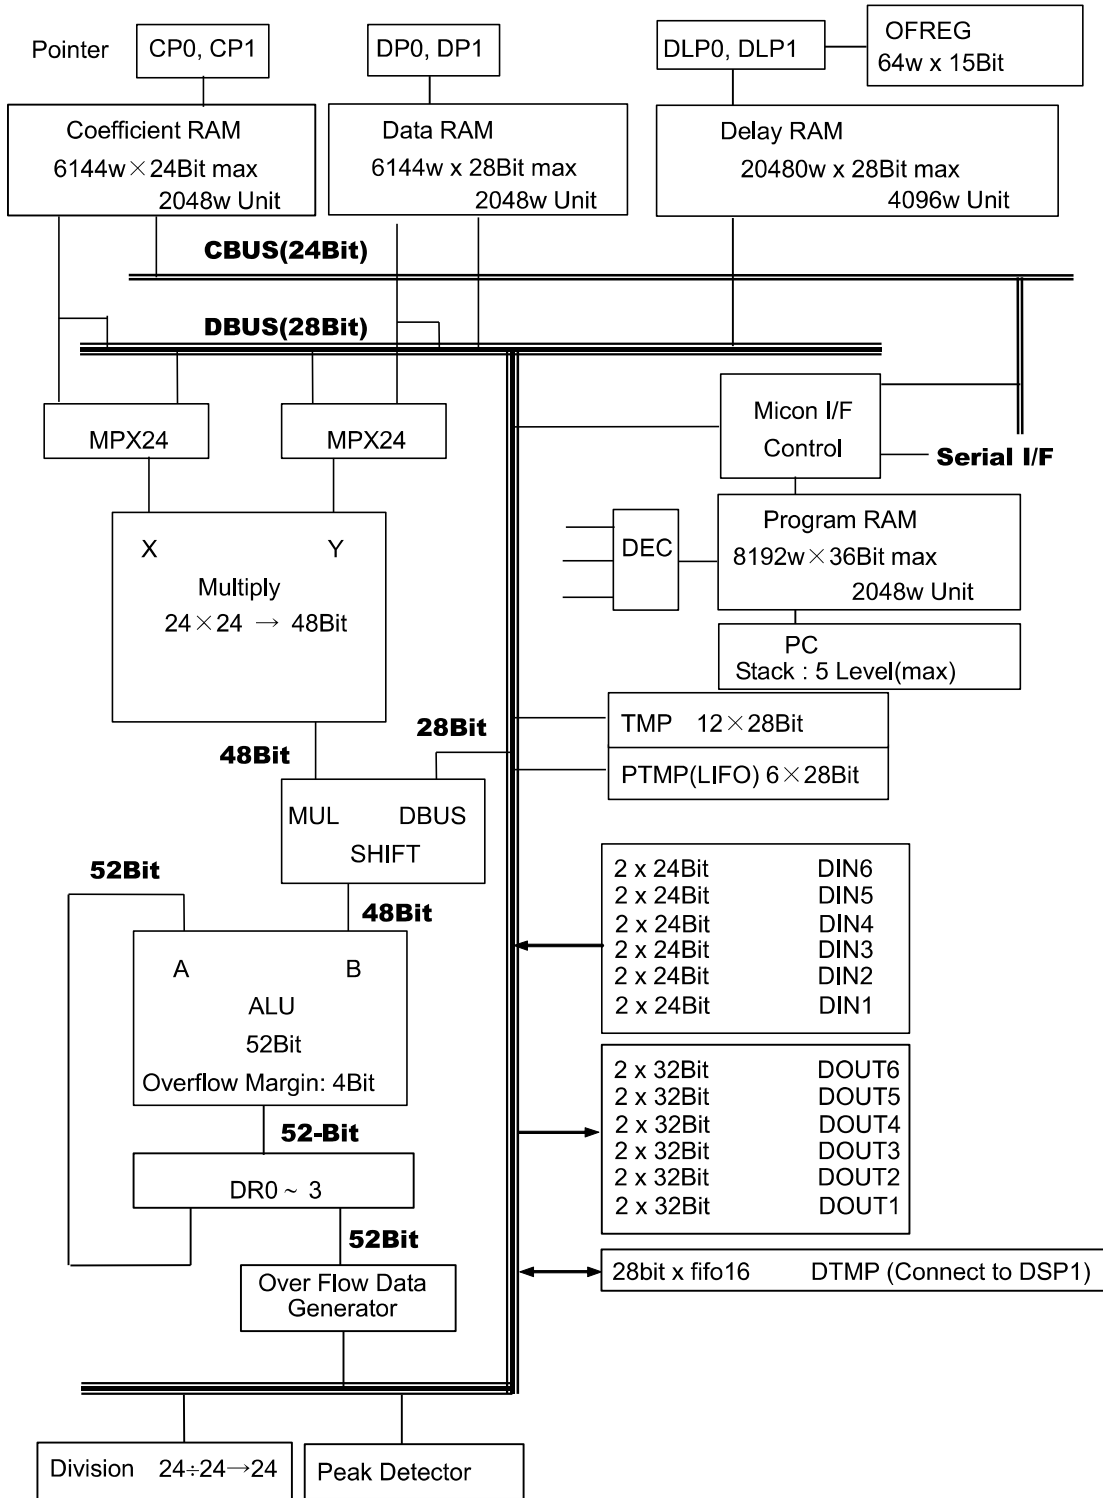 Pointer
CP0, CP1
DP0, DP1
DLP0, DLP1
OFREG
64w x 15Bit
Coefficient RAM
6144w×24Bit max
2048w Unit
Data RAM
6144w x 28Bit max
2048w Unit
Delay RAM
20480w x 28Bit max
4096w Unit
CBUS(24Bit)
DBUS(28Bit)
MPX24
MPX24
Micon I/F
Control
Serial I/F
X
Y
Multiply
24×24 → 48Bit
DEC
Program RAM
8192w×36Bit max
2048w Unit
PC
Stack : 5 Level(max)
TMP 12×28Bit
PTMP(LIFO) 6×28Bit
48Bit
28Bit
MUL
DBUS
SHIFT
52Bit
48Bit
A
B
ALU
52Bit
Overflow Margin: 4Bit
2 x 24Bit DIN6
2 x 24Bit DIN5
2 x 24Bit DIN4
2 x 24Bit DIN3
2 x 24Bit DIN2
2 x 24Bit DIN1
2 x 32Bit DOUT6
2 x 32Bit DOUT5
2 x 32Bit DOUT4
2 x 32Bit DOUT3
2 x 32Bit DOUT2
2 x 32Bit DOUT1
52-Bit
DR0 ~ 3
52Bit
Over Flow Data
Generator
28bit x fifo16 DTMP (Connect to DSP1)
Division 24÷24→24
Peak Detector